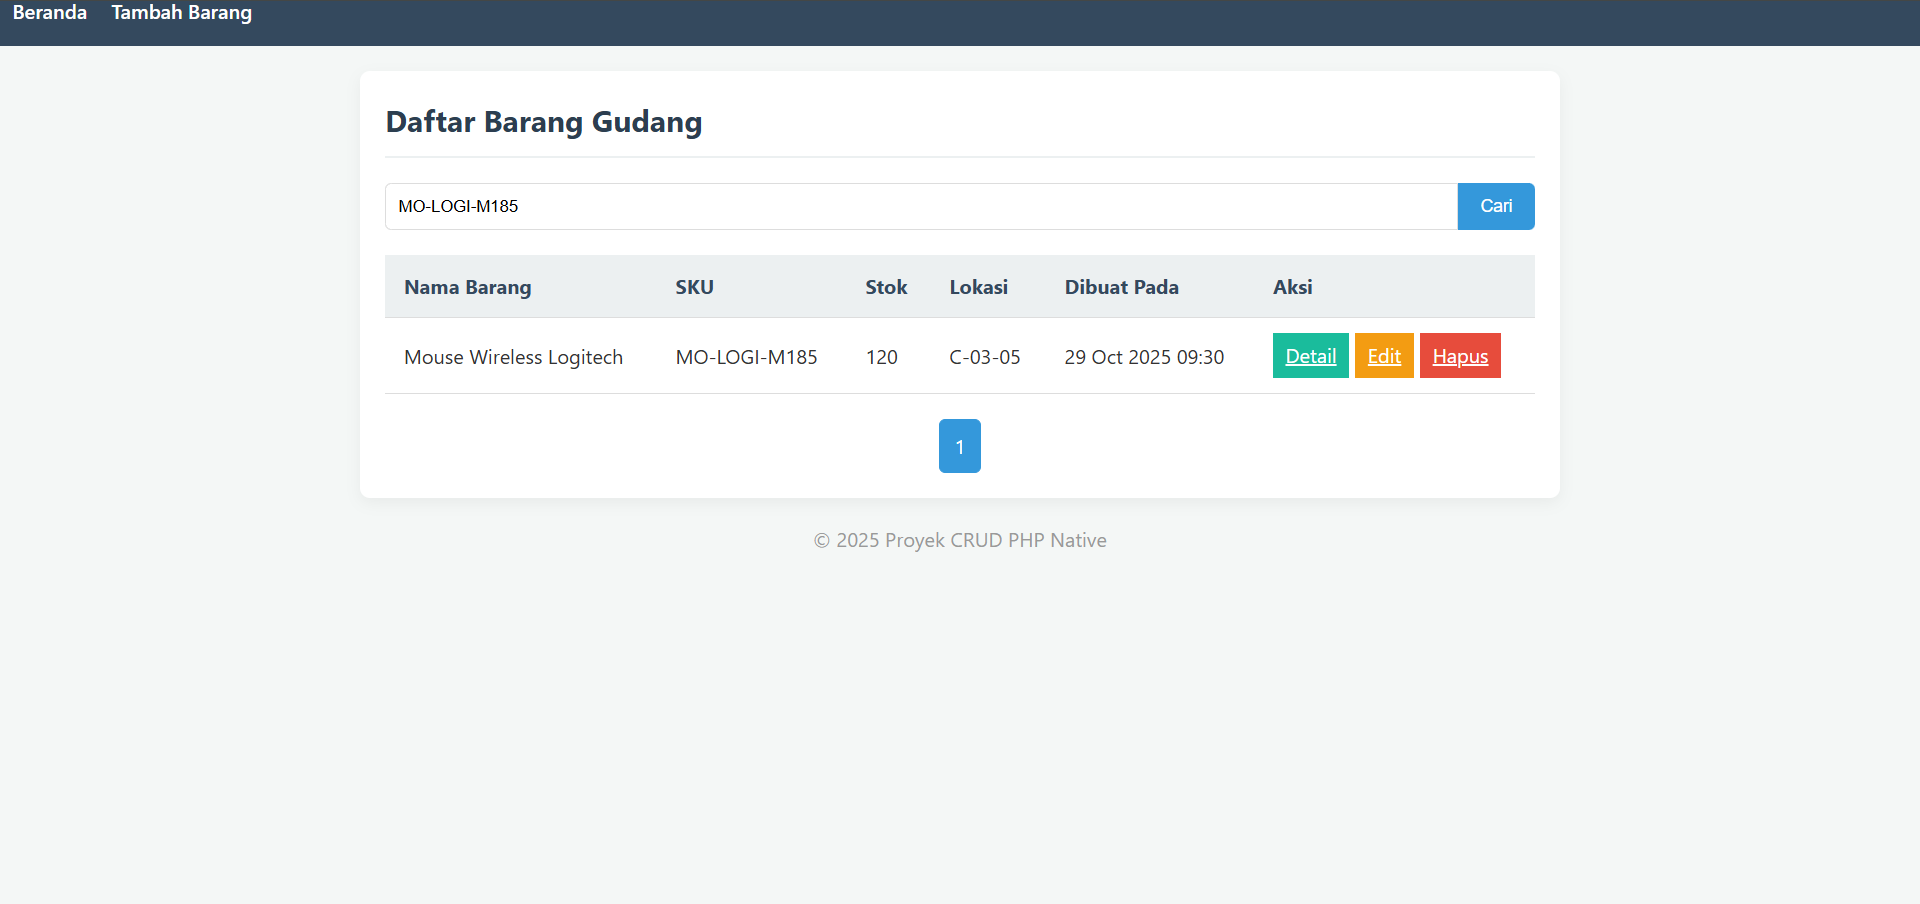 Beranda Tambah Barang
Daftar Barang Gudang
MO-LOGI-M185 Cari
Nama Barang SKU Stok Lokasi Dibuat Pada Aksi
Mouse Wireless Logitech MO-LOGI-M185 120 C-03-05 29 Oct 2025 09:30 Detail Edit Hapus
1
© 2025 Proyek CRUD PHP Native